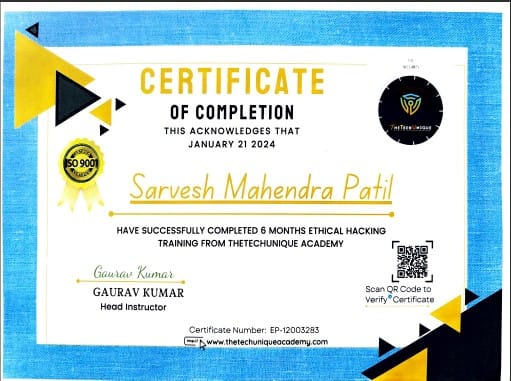 CERTIFICATE
OF COMPLETION
THIS ACKNOWLEDGES THAT
JANUARY 21 2024
THETECHUNIQUE
ISO 9001
Sarvesh Mahendra Patil
HAVE SUCCESSFULLY COMPLETED 6 MONTHS ETHICAL HACKING
TRAINING FROM THETECHUNIQUE ACADEMY
Gaurav Kumar
GAURAV KUMAR
Head Instructor
Scan QR Code to
Verify Certificate
Certificate Number: EP-12003283
www.thetechuniqueacademy.com